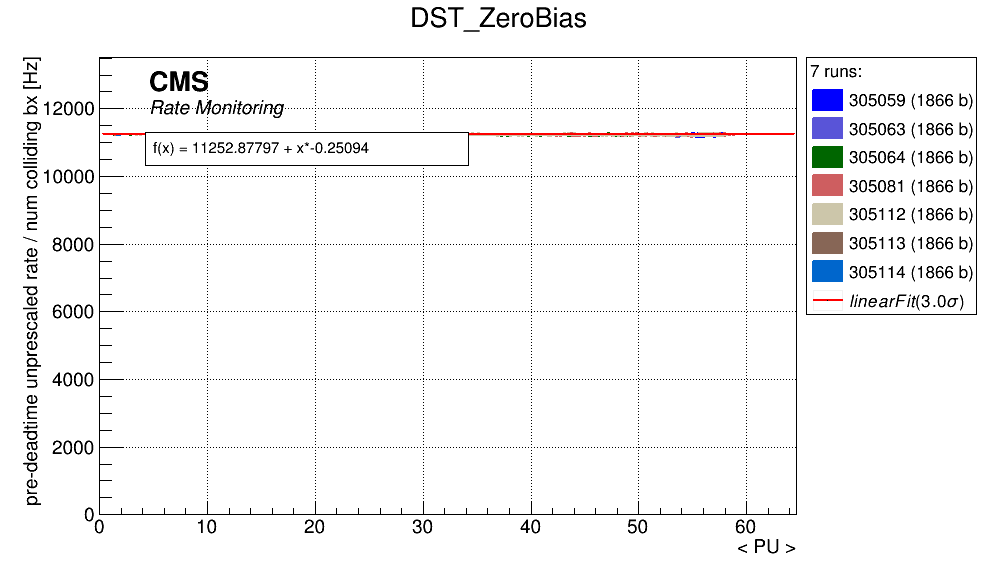 DST_ZeroBias
pre-deadtime unprescaled rate / num colliding bx [Hz]
CMS
Rate Monitoring
f(x) = 11252.87797 + x*-0.25094
12000
10000
8000
6000
4000
2000
0
0 10 20 30 40 50 60
< PU >
7 runs:
305059 (1866 b)
305063 (1866 b)
305064 (1866 b)
305081 (1866 b)
305112 (1866 b)
305113 (1866 b)
305114 (1866 b)
linearFit(3.0σ)